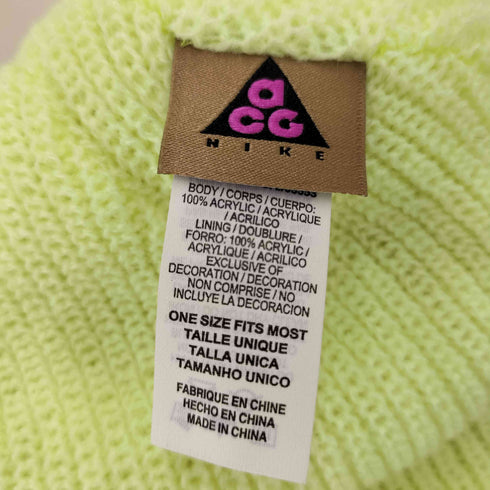 a
CG
NIKE
BODY / CORPS / CUERPO:
100% ACRYLIC / ACRYLIQUE
/ ACRILICO
LINING / DOUBLURE /
FORRO: 100% ACRYLIC /
ACRYLIQUE / ACRILICO
EXCLUSIVE OF
DECORATION / DECORATION
NON COMPRISE / NO
INCLUYE LA DECORACION
ONE SIZE FITS MOST
TAILLE UNIQUE
TALLA UNICA
TAMANHO UNICO
FABRIQUE EN CHINE
HECHO EN CHINA
MADE IN CHINA